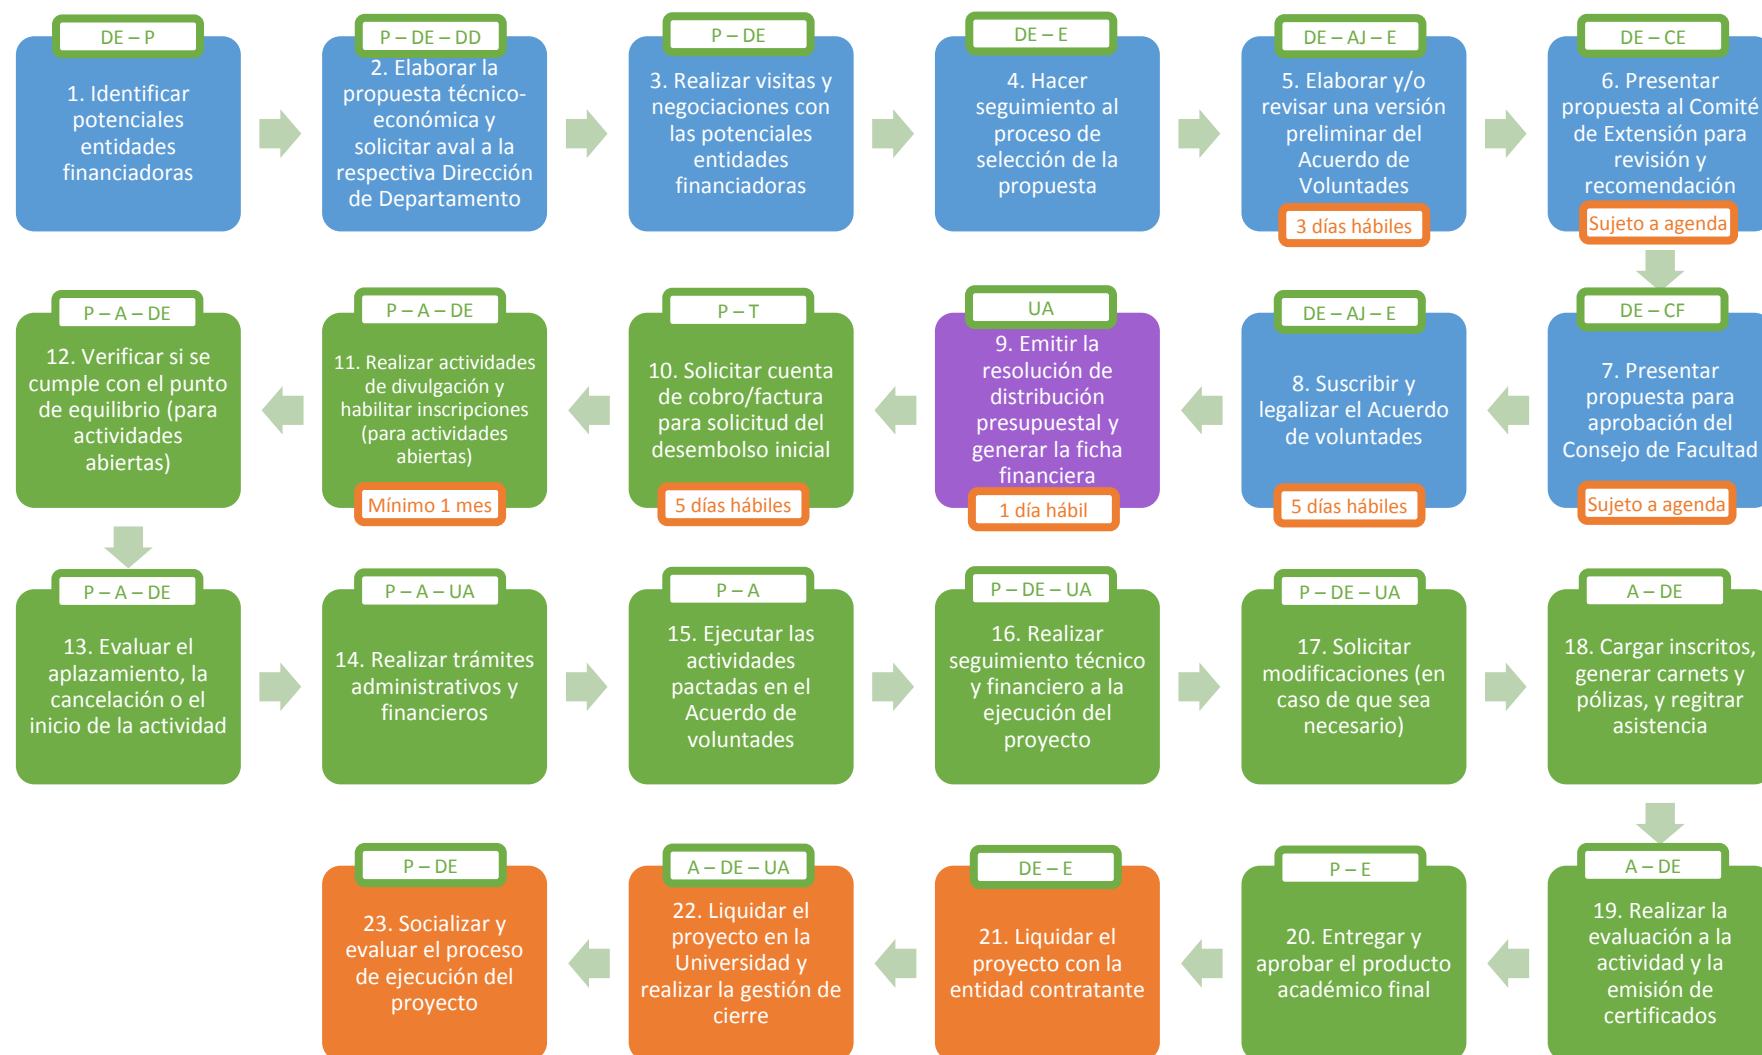 DE – P
1. Identificar
potenciales
entidades
financiadoras
P – DE – DD
2. Elaborar la
propuesta técnico-
económica y
solicitar aval a la
respectiva Dirección
de Departamento
P – DE
3. Realizar visitas y
negociaciones con
las potenciales
entidades
financiadoras
DE – E
4. Hacer
seguimiento al
proceso de
selección de la
propuesta
DE – AJ – E
5. Elaborar y/o
revisar una versión
preliminar del
Acuerdo de
Voluntades
3 días hábiles
DE – CE
6. Presentar
propuesta al Comité
de Extensión para
revisión y
recomendación
Sujeto a agenda
DE – CF
7. Presentar
propuesta para
aprobación del
Consejo de Facultad
Sujeto a agenda
DE – AJ – E
8. Suscribir y
legalizar el Acuerdo
de voluntades
5 días hábiles
UA
9. Emitir la
resolución de
distribución
presupuestal y
generar la ficha
financiera
1 día hábil
P – T
10. Solicitar cuenta
de cobro/factura
para solicitud del
desembolso inicial
5 días hábiles
P – A – DE
11. Realizar actividades
de divulgación y
habilitar inscripciones
(para actividades
abiertas)
Mínimo 1 mes
P – A – DE
12. Verificar si se
cumple con el punto
de equilibrio (para
actividades
abiertas)
P – A – DE
13. Evaluar el
aplazamiento, la
cancelación o el
inicio de la actividad
P – A – UA
14. Realizar trámites
administrativos y
financieros
P – A
15. Ejecutar las
actividades
pactadas en el
Acuerdo de
voluntades
P – DE – UA
16. Realizar
seguimiento técnico
y financiero a la
ejecución del
proyecto
P – DE – UA
17. Solicitar
modificaciones (en
caso de que sea
necesario)
A – DE
18. Cargar inscritos,
generar carnets y
pólizas, y regitrar
asistencia
A – DE
19. Realizar la
evaluación a la
actividad y la
emisión de
certificados
P – E
20. Entregar y
aprobar el producto
académico final
DE – E
21. Liquidar el
proyecto con la
entidad contratante
A – DE – UA
22. Liquidar el
proyecto en la
Universidad y
realizar la gestión de
cierre
P – DE
23. Socializar y
evaluar el proceso
de ejecución del
proyecto